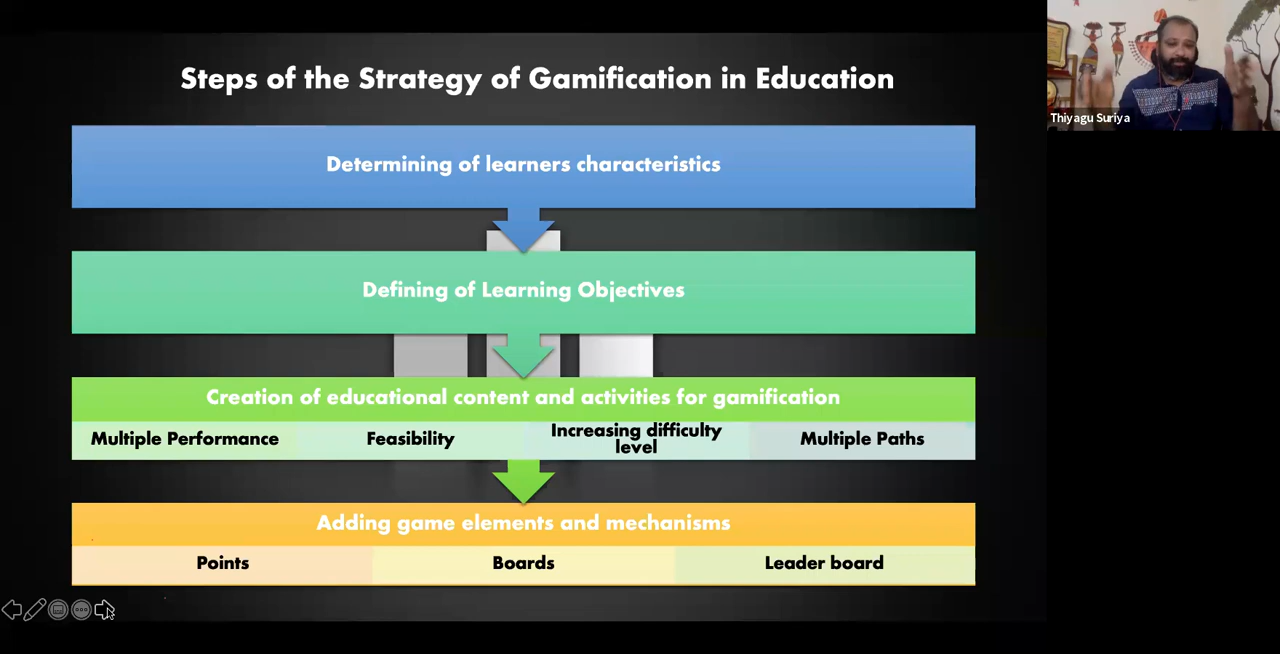 Steps of the Strategy of Gamification in Education
Thiyagu Suriya
Determining of learners characteristics
Defining of Learning Objectives
Creation of educational content and activities for gamification
Multiple Performance
Feasibility
Increasing difficulty
level
Multiple Paths
Adding game elements and mechanisms
Points
Boards
Leader board